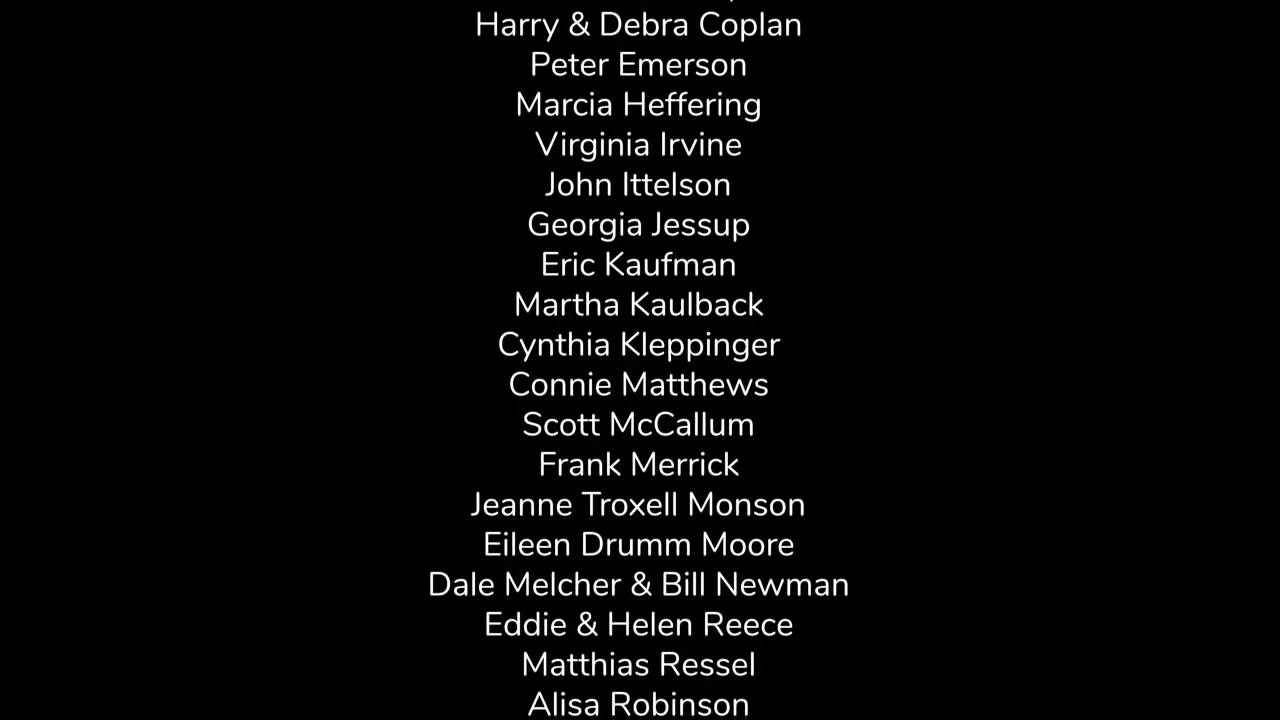 Harry & Debra Coplan
Peter Emerson
Marcia Heffering
Virginia Irvine
John Ittelson
Georgia Jessup
Eric Kaufman
Martha Kaulback
Cynthia Kleppinger
Connie Matthews
Scott McCallum
Frank Merrick
Jeanne Troxell Monson
Eileen Drumm Moore
Dale Melcher & Bill Newman
Eddie & Helen Reece
Matthias Ressel
Alisa Robinson